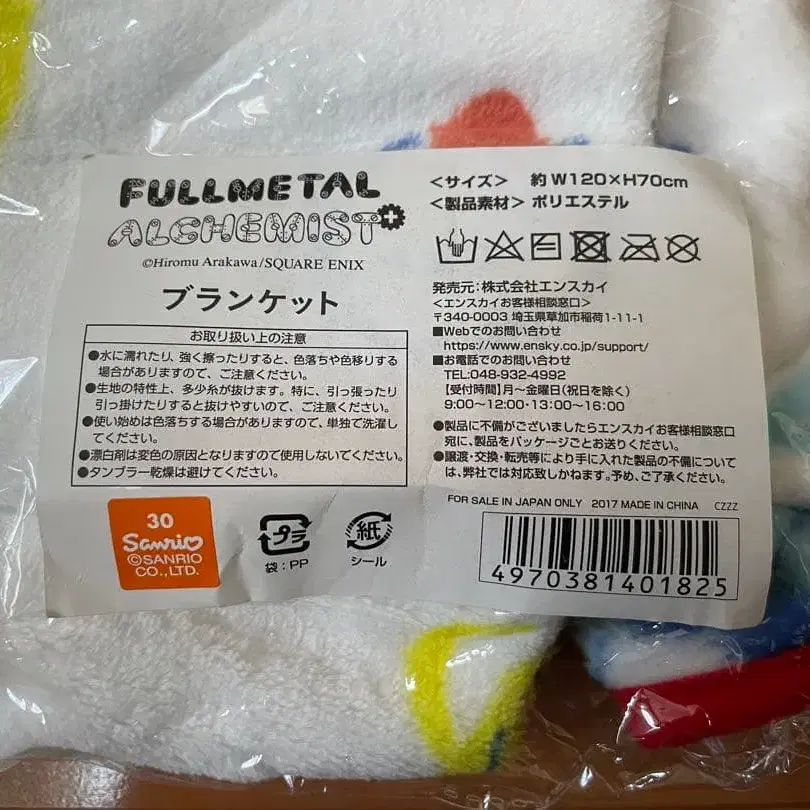 FULLMETAL
ALCHEMIST
©Hiromu Arakawa/SQUARE ENIX
ブランケット
お取り扱い上の注意
●水に濡れたり、強く擦ったりすると、色落ちや色移りする
場合がありますので、ご注意ください。
●生地の特性上、多少糸が抜けます。特に、引っ張ったり
引っ掛けたりすると抜けやすいので、ご注意ください。
●使い始めは色落ちする場合がありますので、単独で洗濯し
てください。
●漂白剤は変色の原因となりますので使用しないでください。
●タンブラー乾燥は避けてください。
30
Sanrio
©SANRIO
CO.,LTD.
プラ
袋：PP
紙
シール
＜サイズ＞ 約 W120×H70cm
＜製品素材＞ ポリエステル
発売元：株式会社エンスカイ
＜エンスカイお客様相談窓口＞
〒340-0003 埼玉県草加市稲荷1-11-1
■Webでのお問い合わせ
https://www.ensky.co.jp/support/
■お電話でのお問い合わせ
TEL:048-932-4992
【受付時間】月～金曜日(祝日を除く)
9:00～12:00・13:00～16:00
●製品に不備がございましたらエンスカイお客様相談窓口
宛に、製品をパッケージごとお送りください。
●譲渡・交換・転売等により手に入れた製品の不備について
は、弊社では対応致しかねます。予め、ご了承ください。
FOR SALE IN JAPAN ONLY 2017 MADE IN CHINA CZZZ
4970381401825